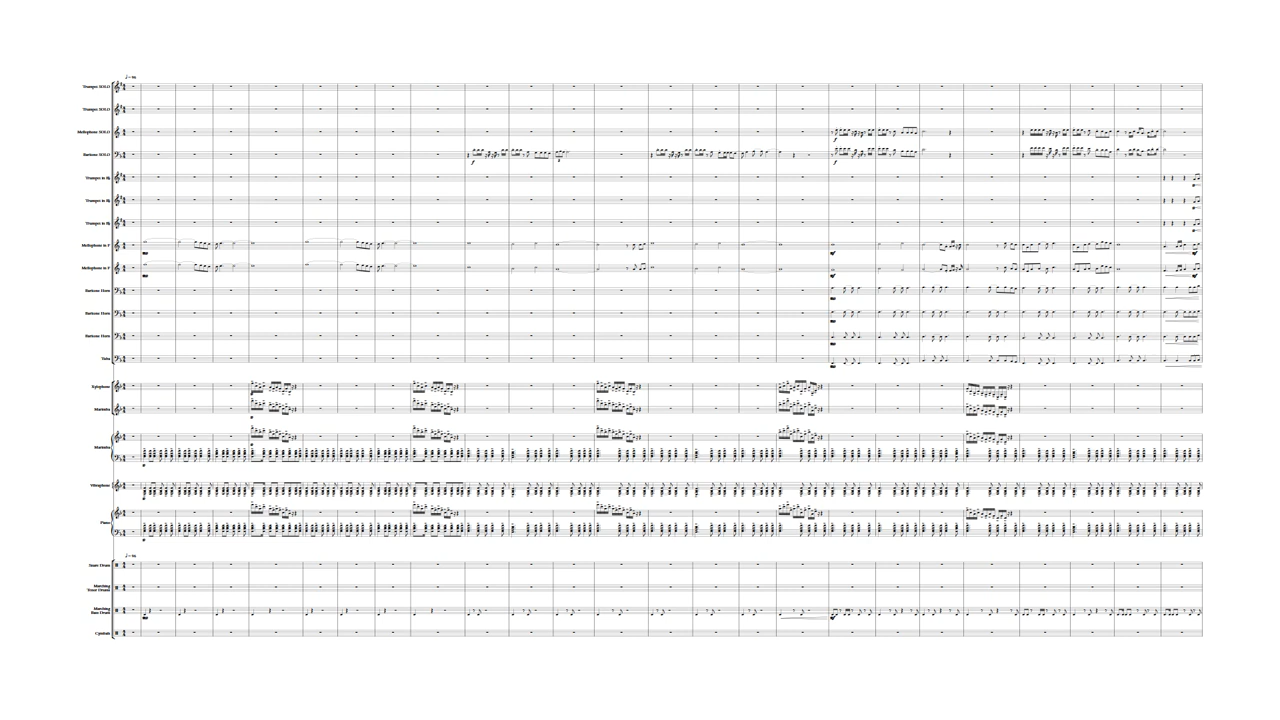 Trumpet SOLO
Trumpet SOLO
Mellophone SOLO
Baritone SOLO
Trumpet in B♭
Trumpet in B♭
Trumpet in B♭
Mellophone in F
Mellophone in F
Baritone Horn
Baritone Horn
Baritone Horn
Tuba
Xylophone
Marimba
Marimba
Vibraphone
Piano
Snare Drum
Marching
Tenor Drums
Marching
Bass Drum
Cymbals